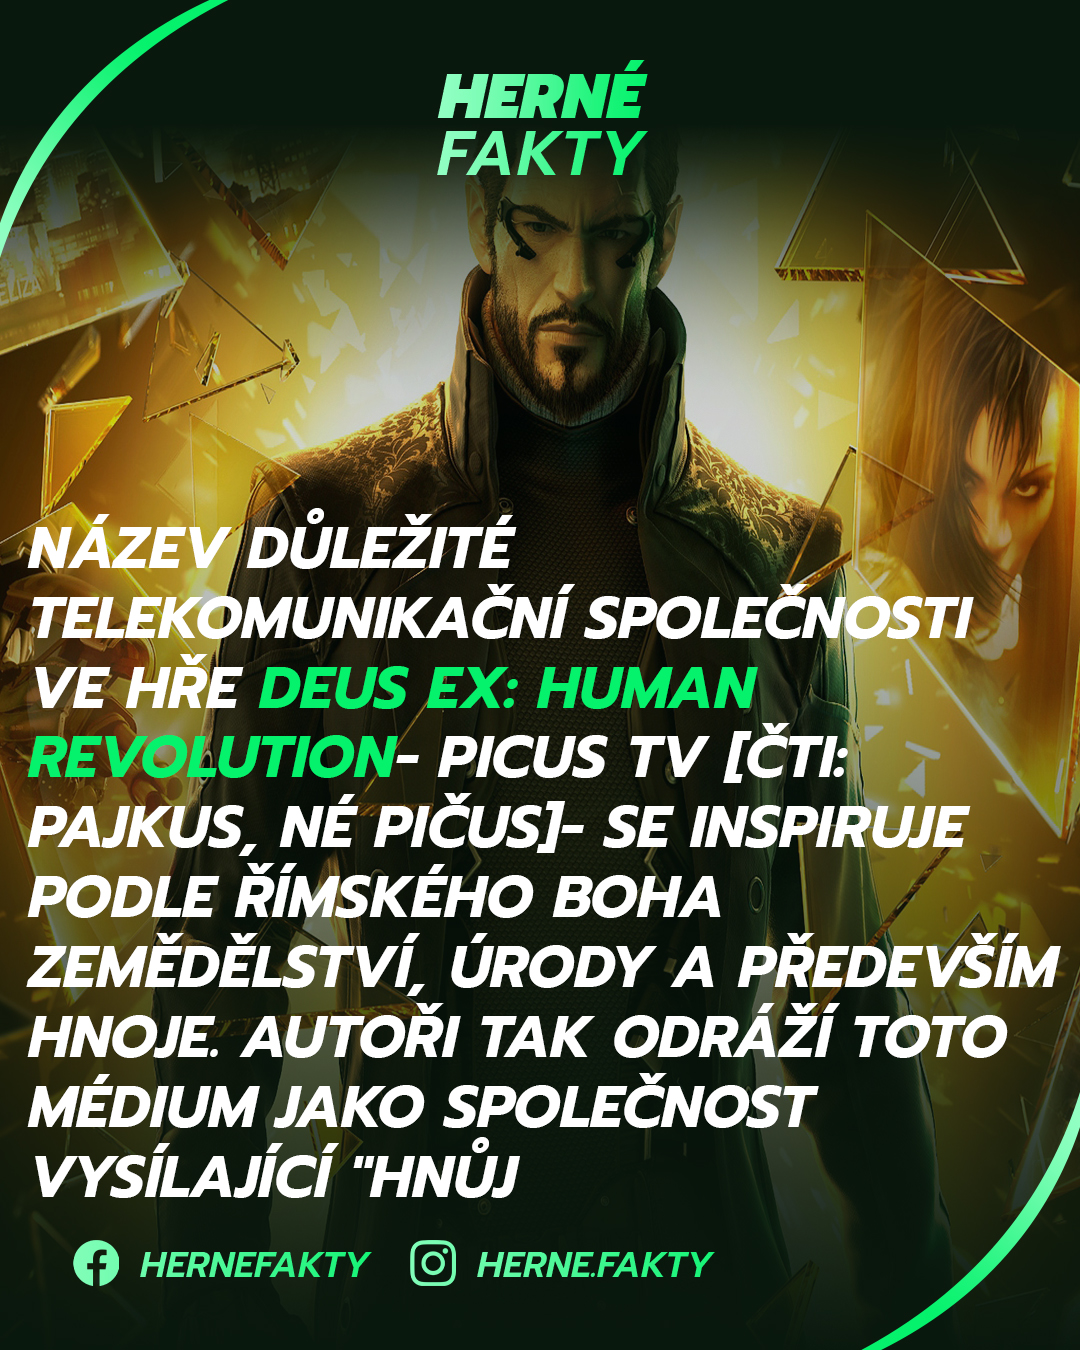 HERNÉ
FAKTY
NÁZEV DŮLEŽITÉ
TELEKOMUNIKAČNÍ SPOLEČNOSTI
VE HŘE DEUS EX: HUMAN
REVOLUTION- PICUS TV [ČTI:
PAJKUS, NÉ PIČUS]- SE INSPIRUJE
PODLE ŘÍMSKÉHO BOHA
ZEMĚDĚLSTVÍ, ÚRODY A PŘEDEVŠÍM
HNOJE. AUTOŘI TAK ODRÁŽÍ TOTO
MÉDIUM JAKO SPOLEČNOST
VYSÍLAJÍCÍ "HNŮJ
HERNEFAKTY HERNE.FAKTY